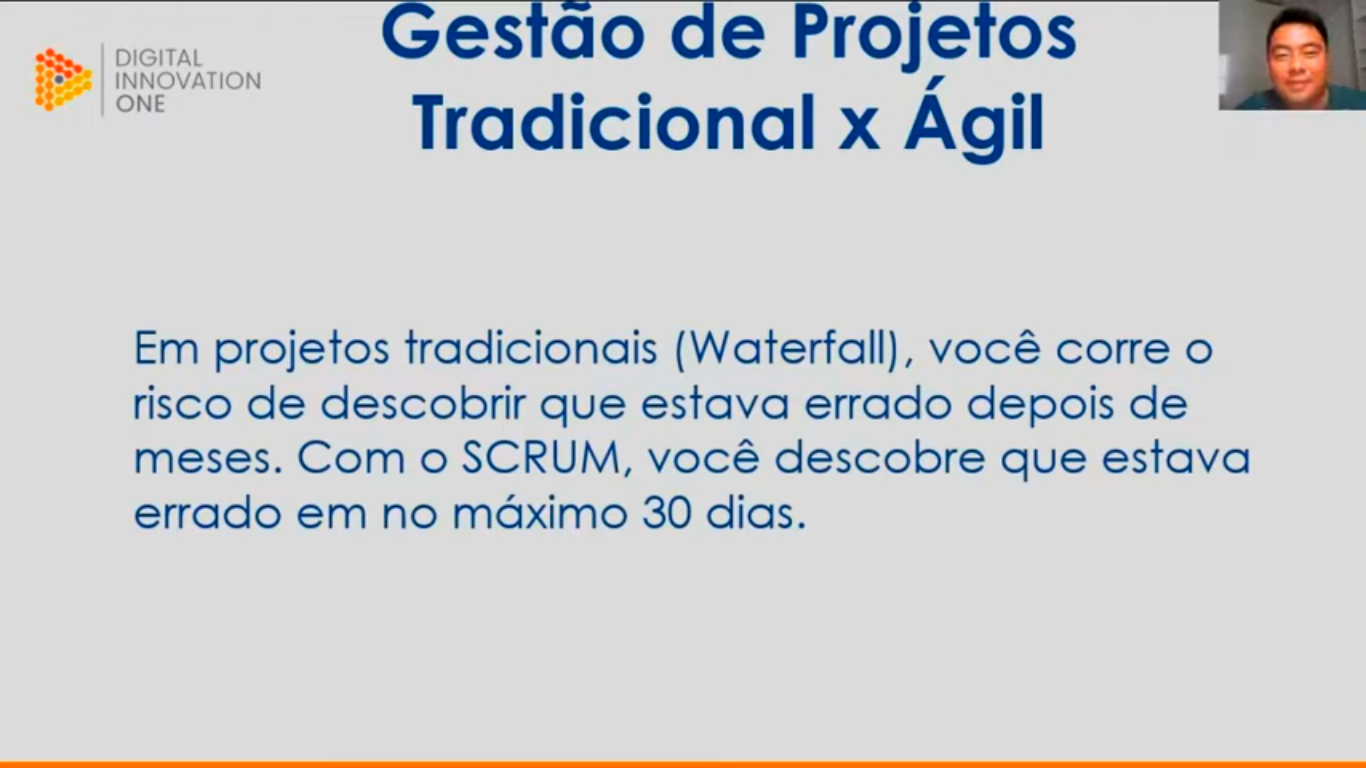 Gestão de Projetos
Tradicional x Ágil
DIGITAL
INNOVATION
ONE
Em projetos tradicionais (Waterfall), você corre o
risco de descobrir que estava errado depois de
meses. Com o SCRUM, você descobre que estava
errado em no máximo 30 dias.